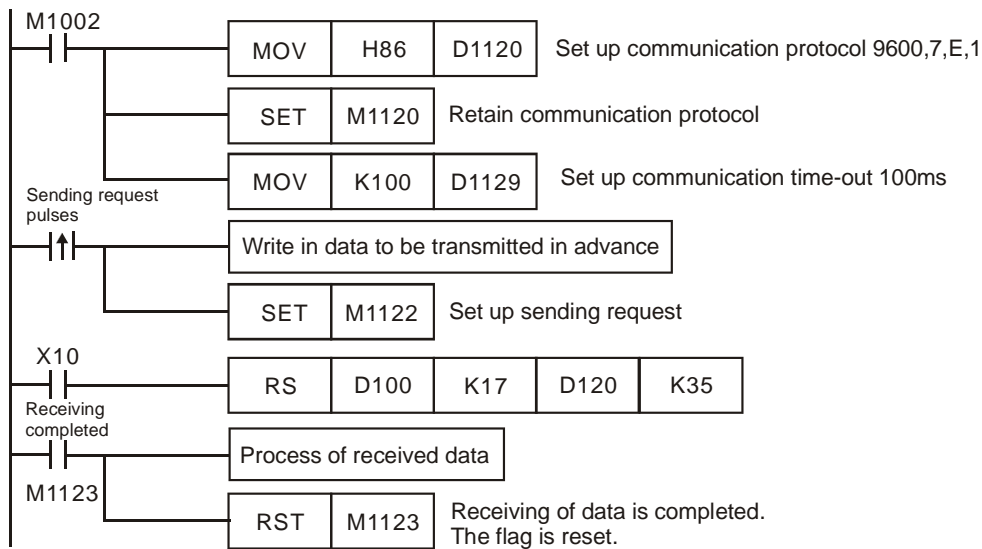 M1002
MOV H86 D1120 Set up communication protocol 9600,7,E,1
SET M1120 Retain communication protocol
MOV K100 D1129 Set up communication time-out 100ms
Sending request
pulses
Write in data to be transmitted in advance
SET M1122 Set up sending request
X10
RS D100 K17 D120 K35
Receiving
completed
Process of received data
M1123
RST M1123 Receiving of data is completed.
The flag is reset.